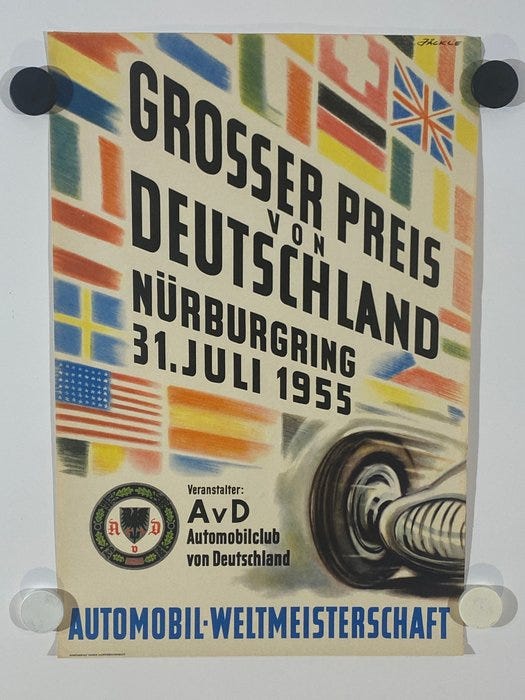 JÄCKLE
GROSSER PREIS
VON
DEUTSCHLAND
NÜRBURGRING
31. JULI 1955
Veranstalter:
AvD
Automobilclub
von Deutschland
A D
v
AUTOMOBIL-WELTMEISTERSCHAFT